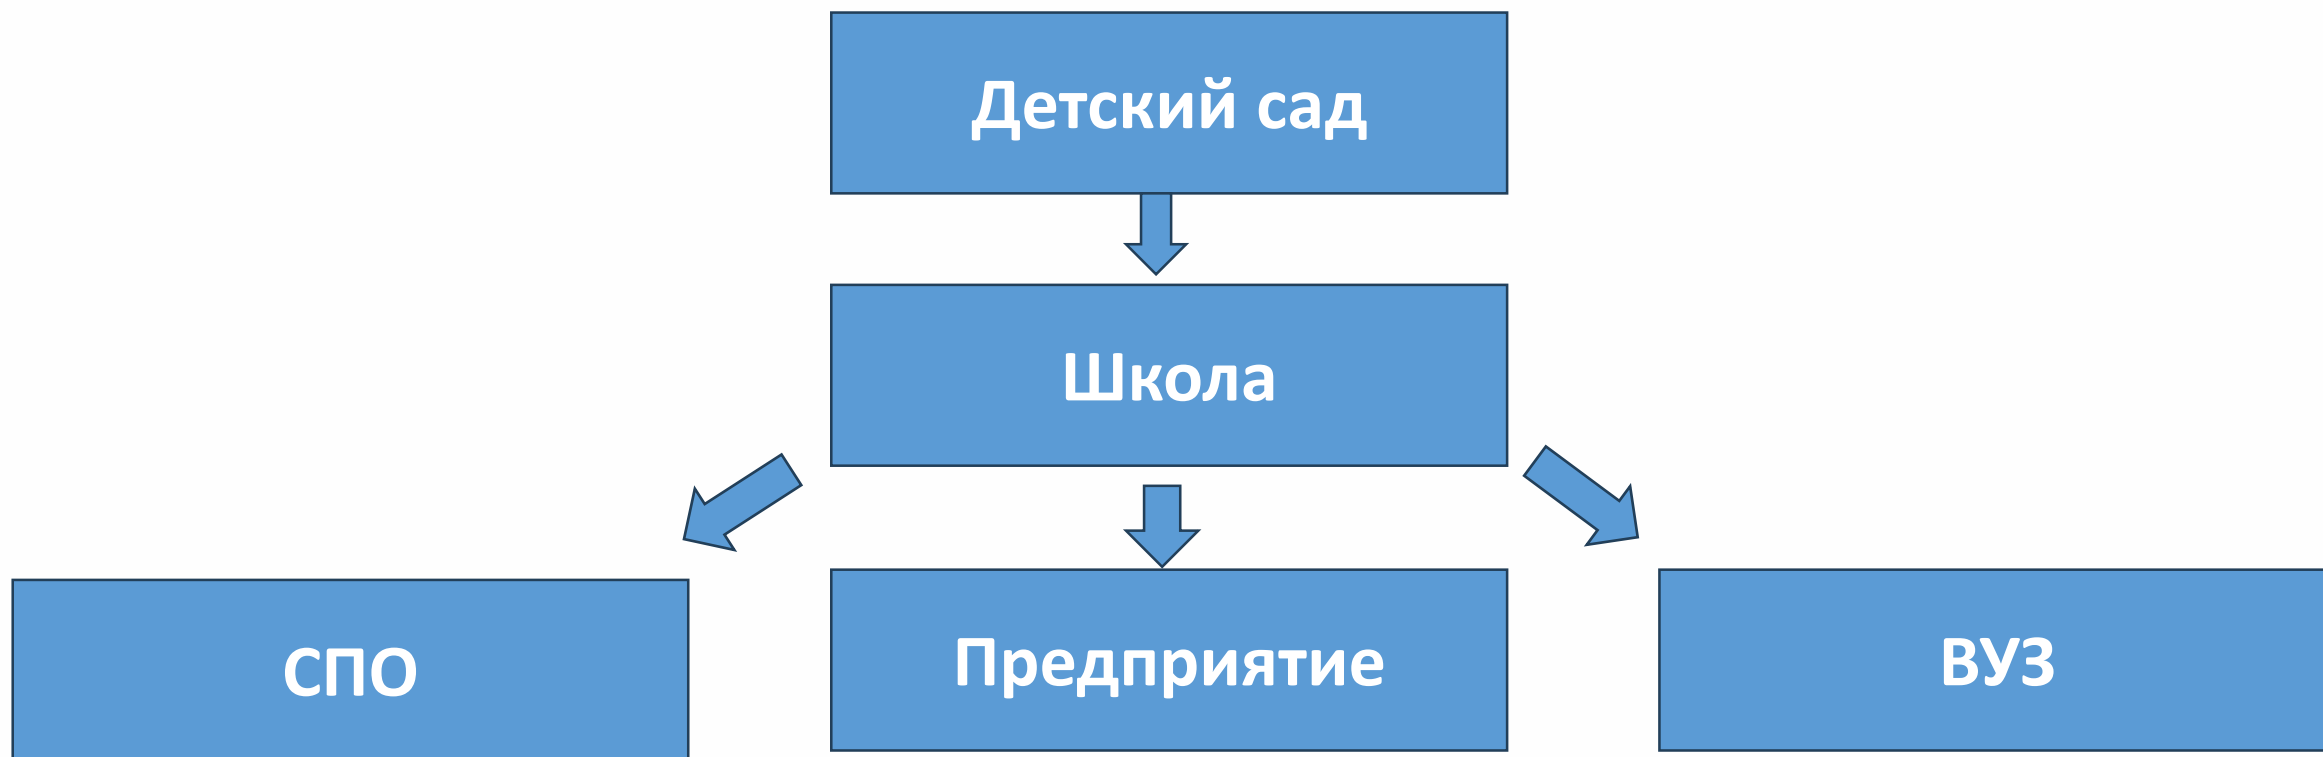 Детский сад
Школа
СПО
Предприятие
ВУЗ